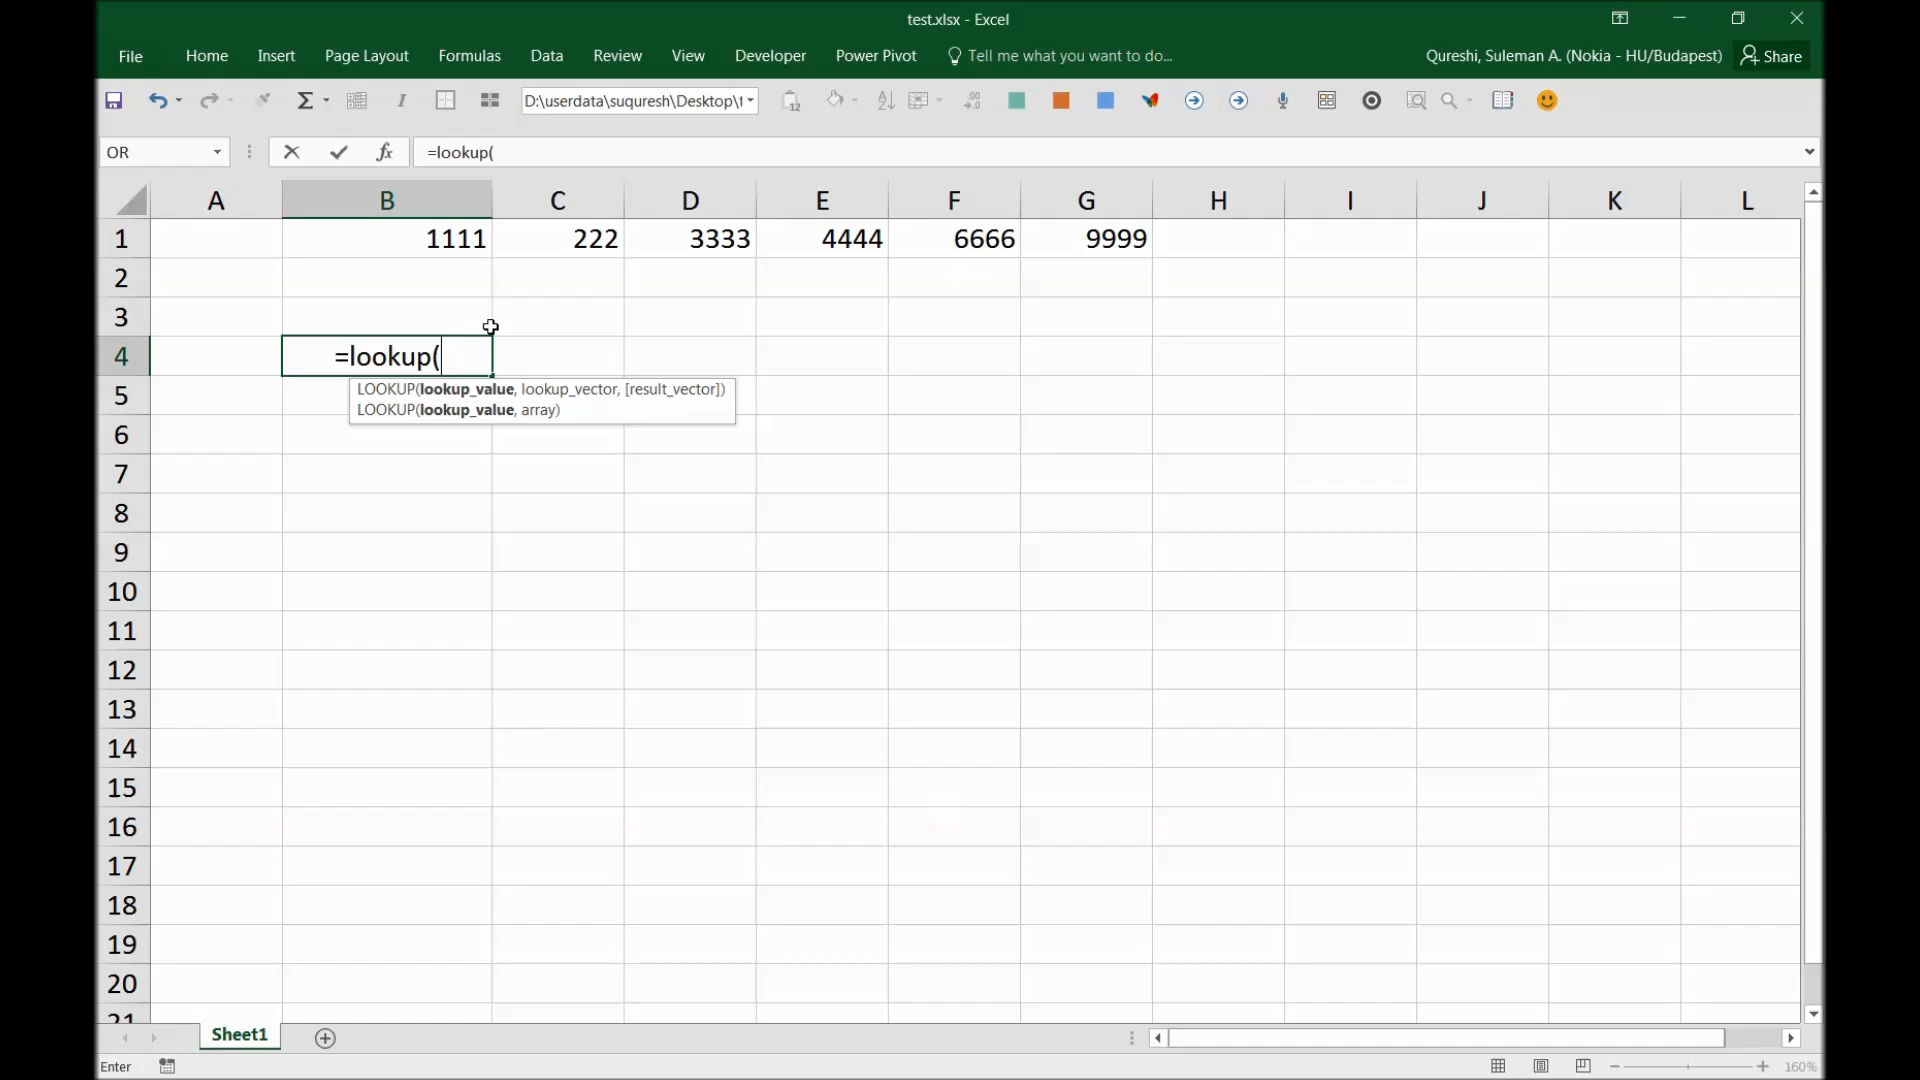 test.xlsx - Excel
File Home Insert Page Layout Formulas Data Review View Developer Power Pivot Tell me what you want to do... Qureshi, Suleman A. (Nokia - HU/Budapest) Share
D:\userdata\suquresh\Desktop\t
OR fx =lookup(
A B C D E F G H I J K L
1 1111 222 3333 4444 6666 9999
2
3
4 =lookup(
LOOKUP(lookup_value, lookup_vector, [result_vector])
5
LOOKUP(lookup_value, array)
6
7
8
9
10
11
12
13
14
15
16
17
18
19
20
21
Sheet1
Enter 160%